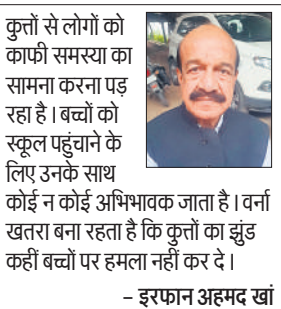 कुत्तों से लोगों को
काफी समस्या का
सामना करना पड़
रहा है। बच्चों को
स्कूल पहुंचाने के
लिए उनके साथ
कोई न कोई अभिभावक जाता है। वर्ना
खतरा बना रहता है कि कुत्तों का झुंड
कहीं बच्चों पर हमला नहीं कर दे।
– इरफान अहमद खां